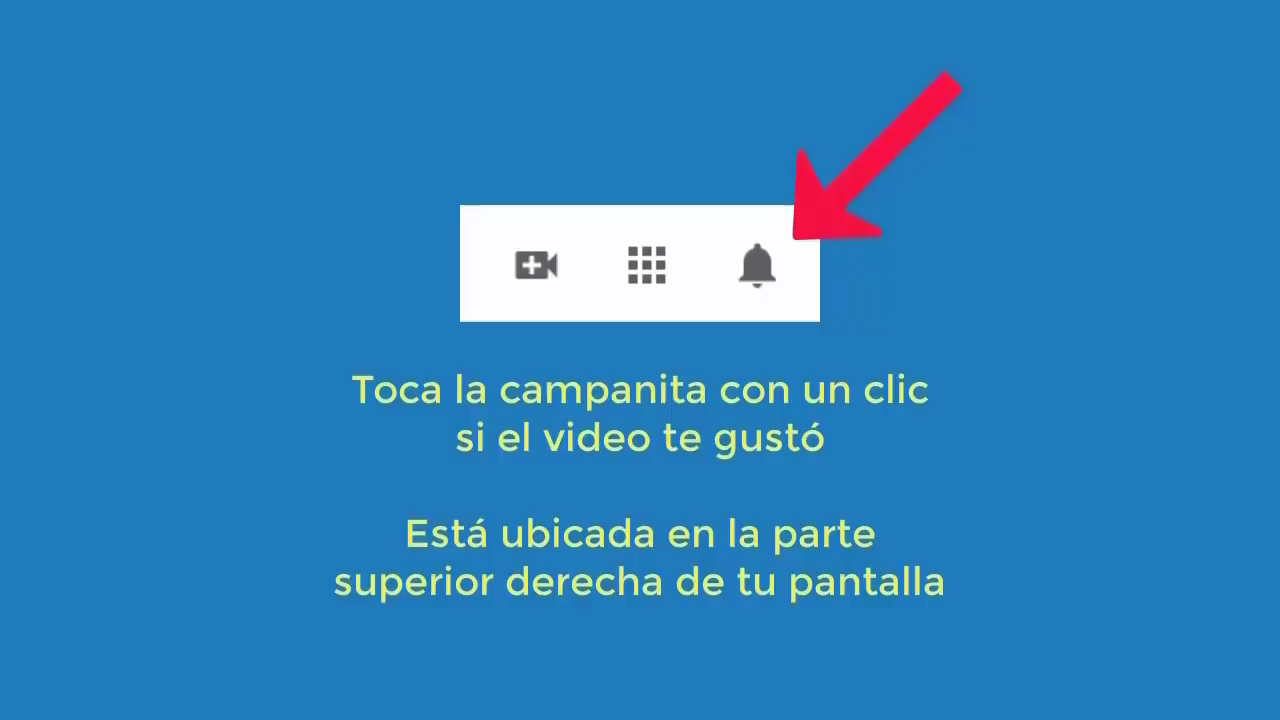 Toca la campanita con un clic
si el video te gustó
Está ubicada en la parte
superior derecha de tu pantalla